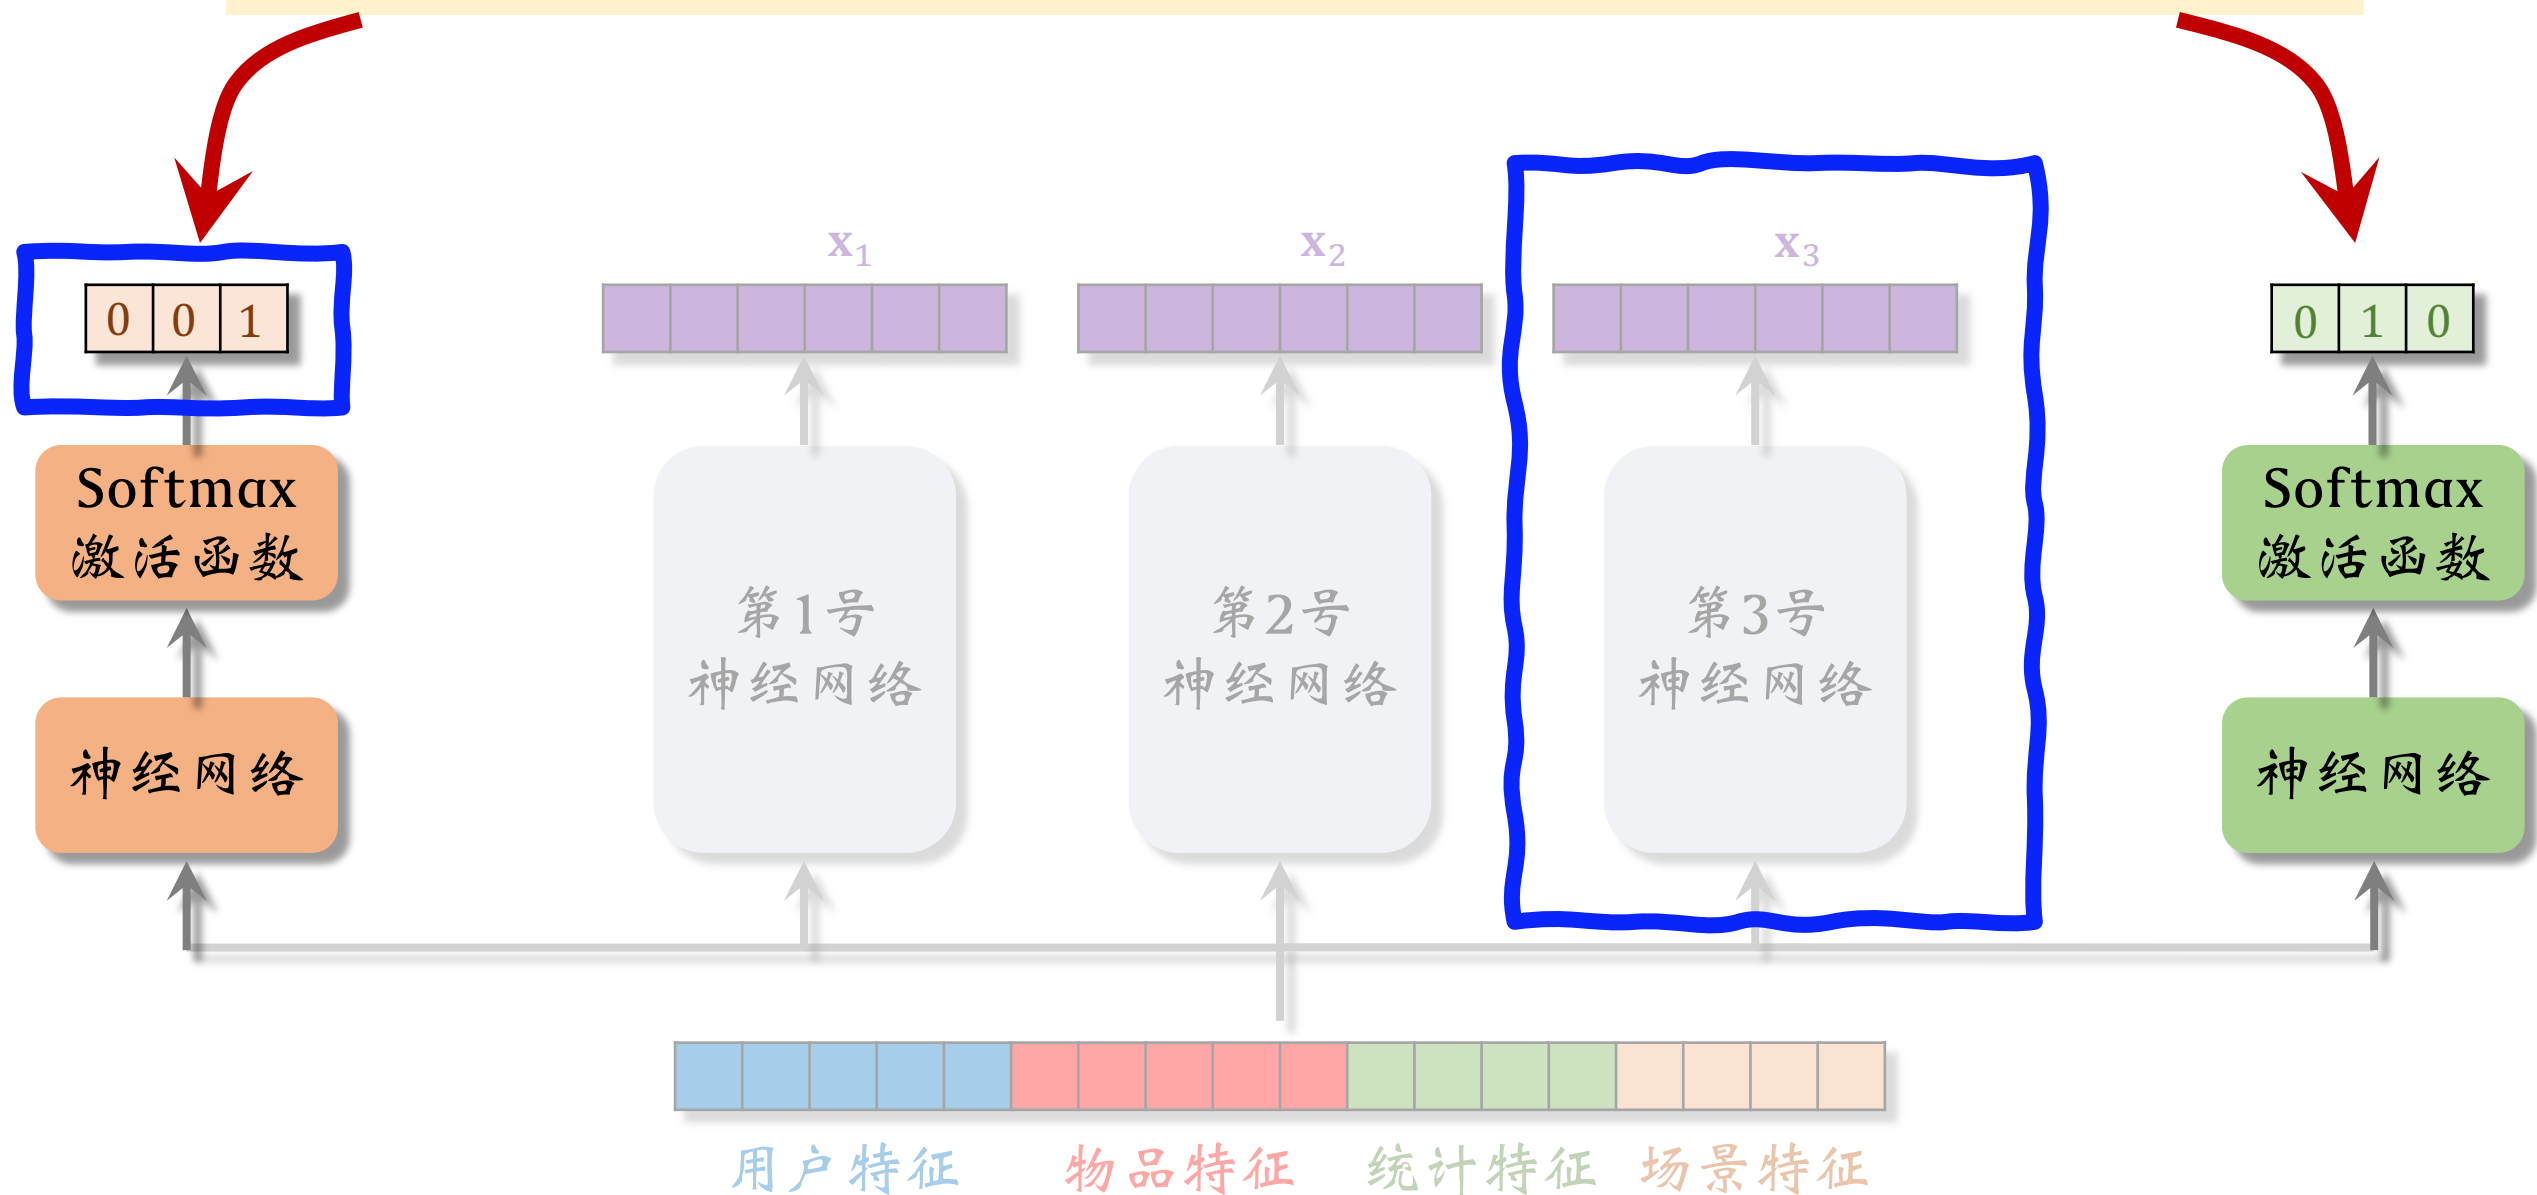 x₁
x₂
x₃
0 0 1
0 1 0
Softmax
激活函数
第1号
神经网络
第2号
神经网络
第3号
神经网络
Softmax
激活函数
神经网络
神经网络
用户特征
物品特征
统计特征
场景特征